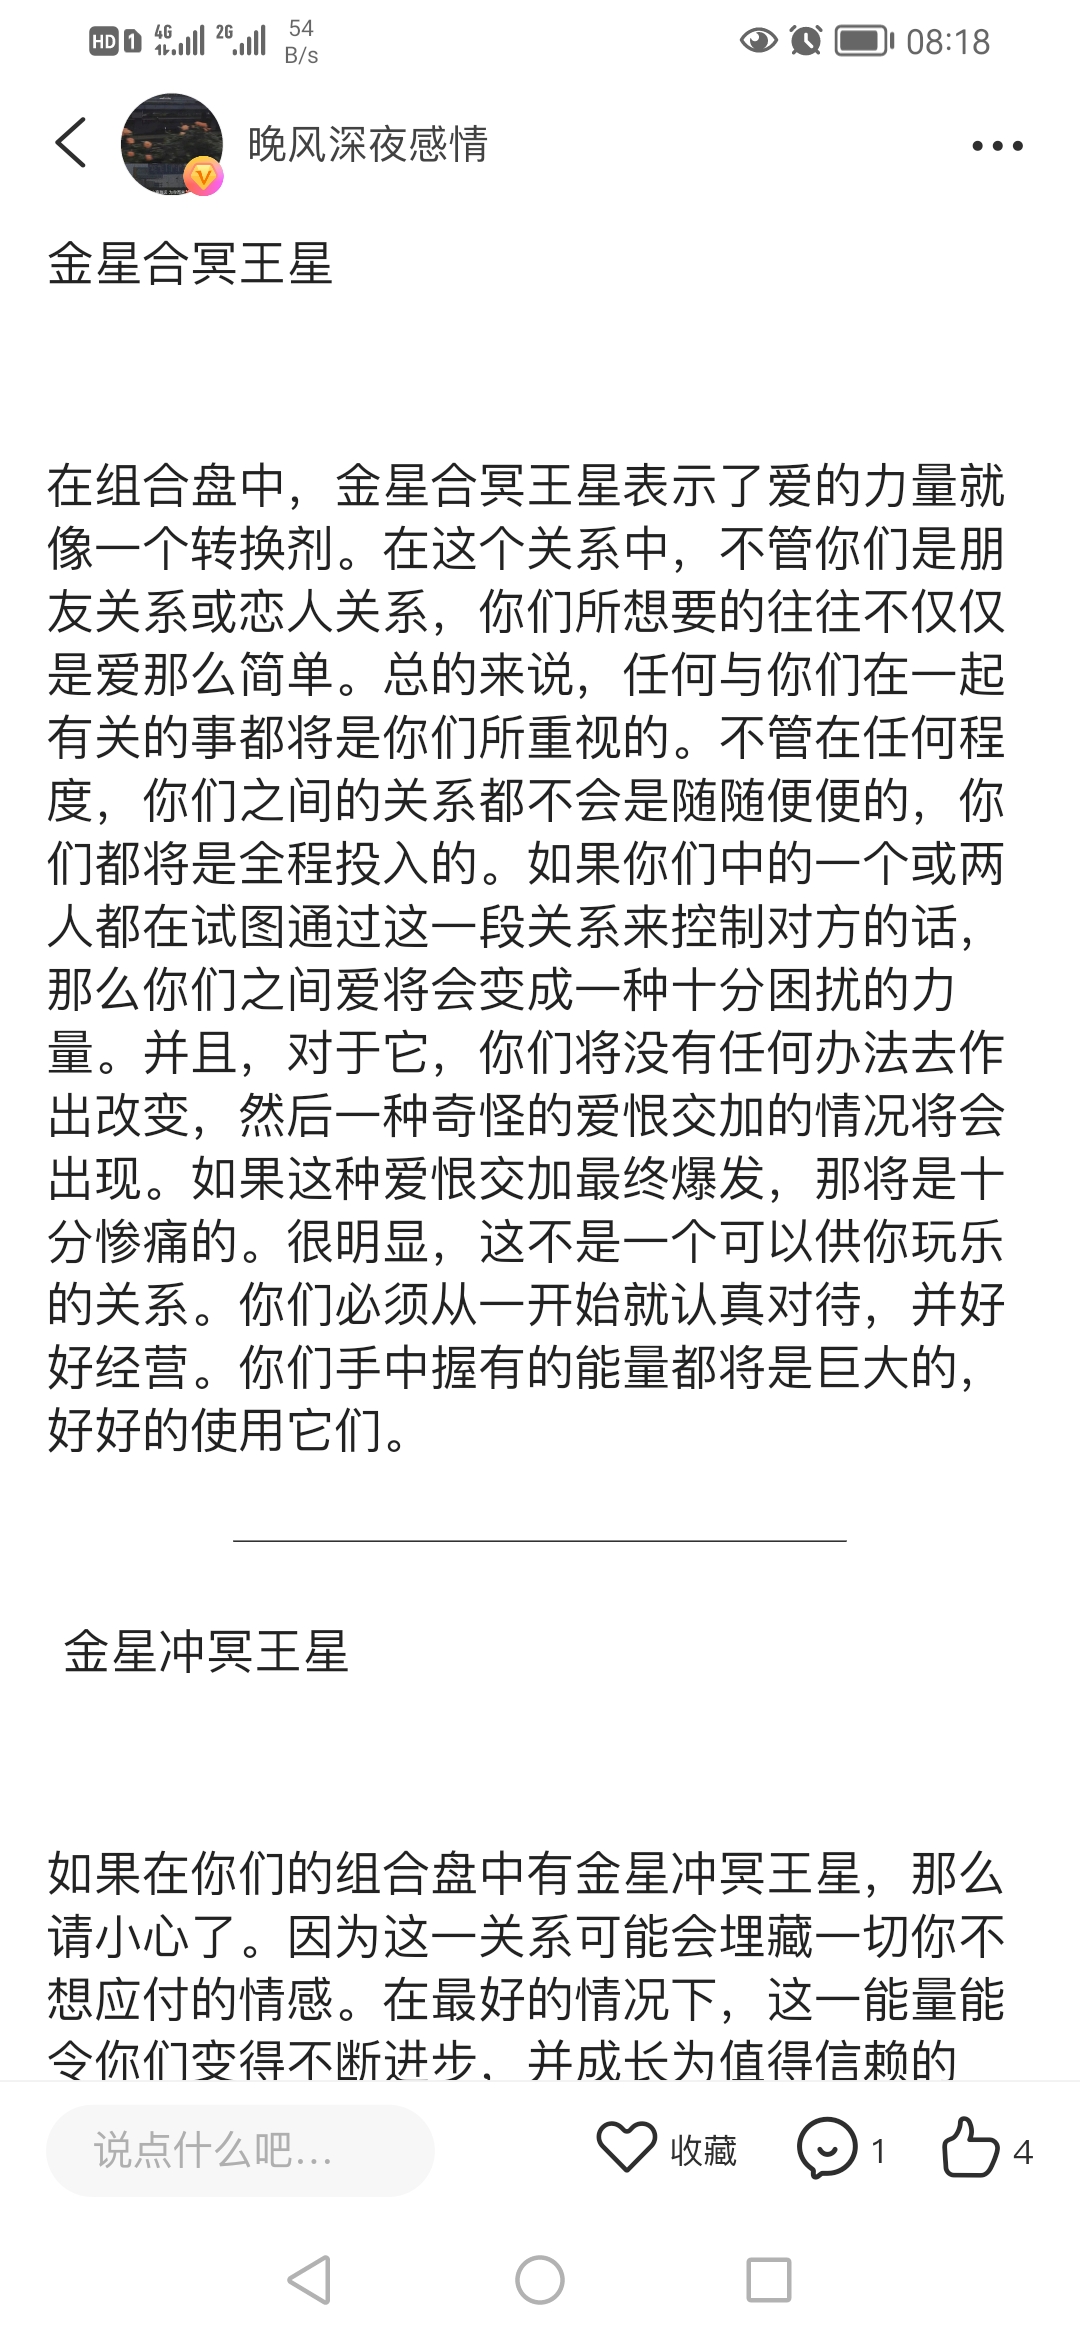 HD 1 4G 2G 54 B/s 08:18
晚风深夜感情
金星合冥王星
在组合盘中，金星合冥王星表示了爱的力量就
像一个转换剂。在这个关系中，不管你们是朋
友关系或恋人关系，你们所想要的往往不仅仅
是爱那么简单。总的来说，任何与你们在一起
有关的事都将是你们所重视的。不管在任何程
度，你们之间的关系都不会是随随便便的，你
们都将是全程投入的。如果你们中的一个或两
人都在试图通过这一段关系来控制对方的话，
那么你们之间爱将会变成一种十分困扰的力
量。并且，对于它，你们将没有任何办法去作
出改变，然后一种奇怪的爱恨交加的情况将会
出现。如果这种爱恨交加最终爆发，那将是十
分惨痛的。很明显，这不是一个可以供你玩乐
的关系。你们必须从一开始就认真对待，并好
好经营。你们手中握有的能量都将是巨大的，
好好的使用它们。
金星冲冥王星
如果在你们的组合盘中有金星冲冥王星，那么
请小心了。因为这一关系可能会埋藏一切你不
想应付的情感。在最好的情况下，这一能量能
令你们变得不断进步，并成长为值得信赖的
说点什么吧... 收藏 1 4